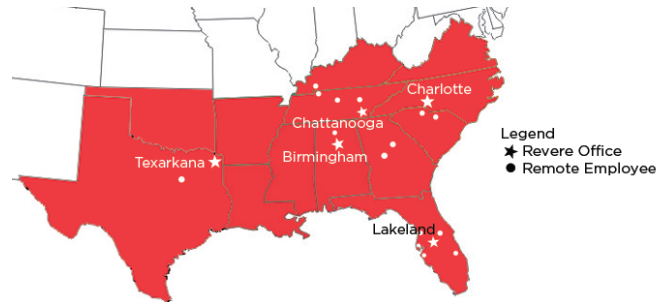 Charlotte
Chattanooga
Birmingham
Texarkana
Lakeland
Legend
Revere Office
Remote Employee